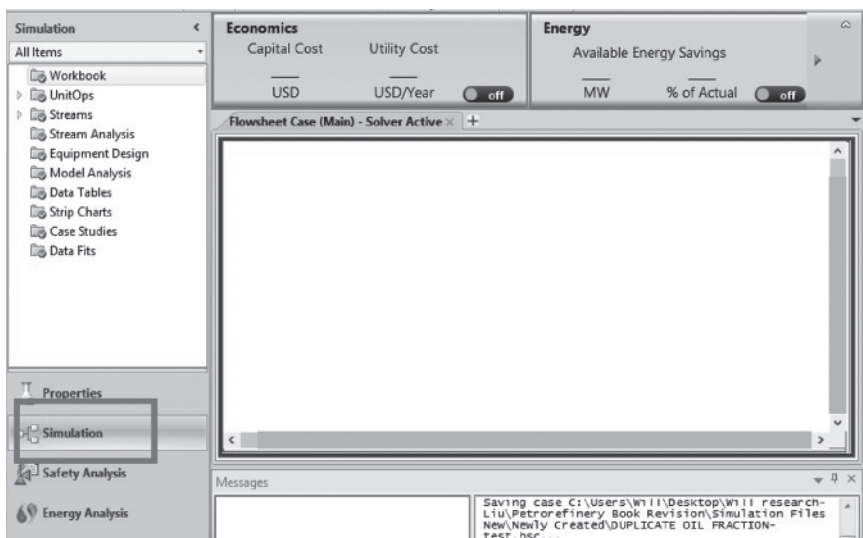 Simulation
All Items
Workbook
UnitOps
Streams
Stream Analysis
Equipment Design
Model Analysis
Data Tables
Strip Charts
Case Studies
Data Fits
Properties
Simulation
Safety Analysis
Energy Analysis
Economics
Capital Cost Utility Cost
USD USD/Year off
Energy
Available Energy Savings
MW % of Actual off
Flowsheet Case (Main) - Solver Active
Messages
Saving case C:\Users\Will\Desktop\Will research-
Liu\Petrorefinery Book Revision\Simulation Files
New\Newly Created\DUPLICATE OIL FRACTION-
test.hsc...